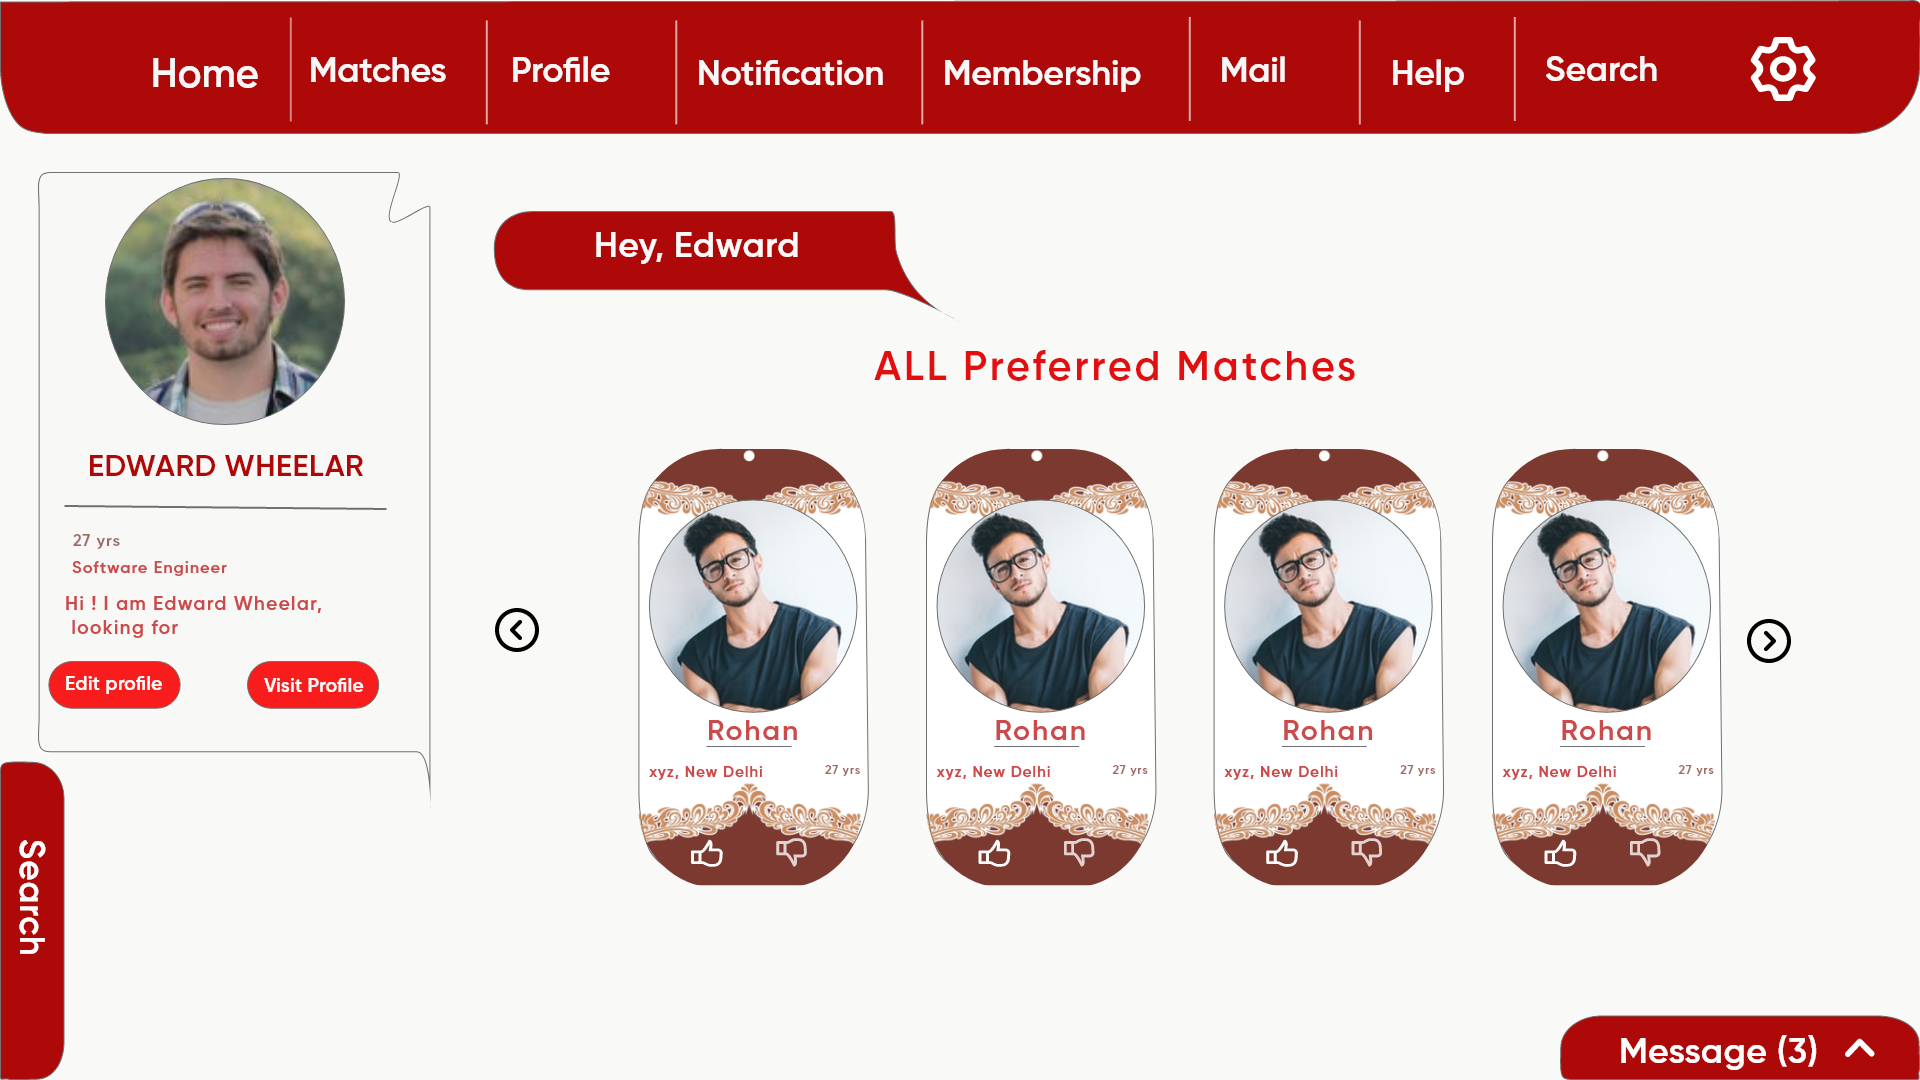 Home
Matches
Profile
Notification
Membership
Mail
Help
Search
Hey, Edward
EDWARD WHEELAR
27 yrs
Software Engineer
Hi ! I am Edward Wheelar,
looking for
Edit profile
Visit Profile
ALL Preferred Matches
Rohan
xyz, New Delhi
27 yrs
Rohan
xyz, New Delhi
27 yrs
Rohan
xyz, New Delhi
27 yrs
Rohan
xyz, New Delhi
27 yrs
Search
Message (3)